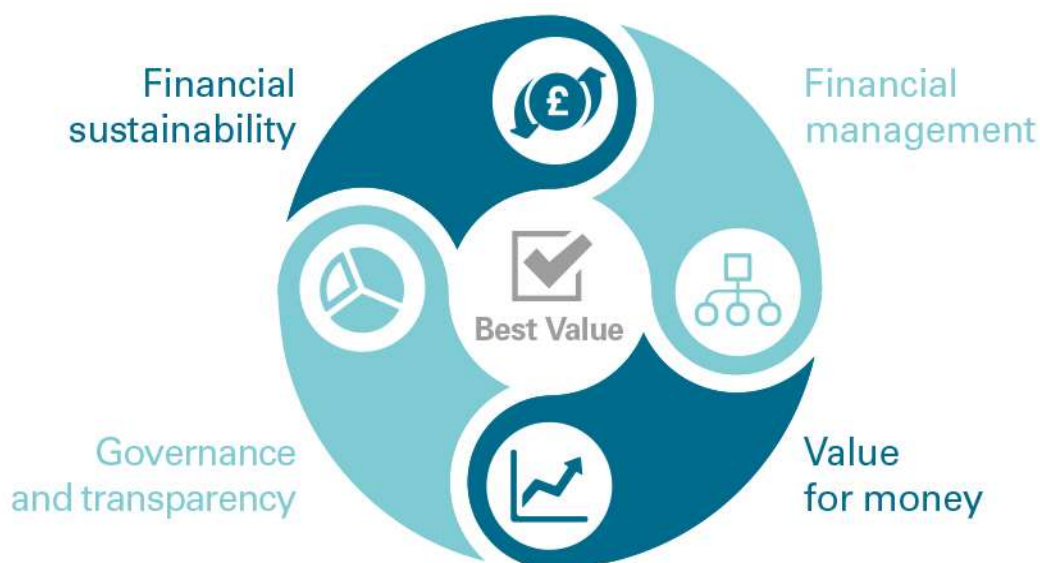 Financial
sustainability
Financial
management
£
Best Value
Governance
and transparency
Value
for money